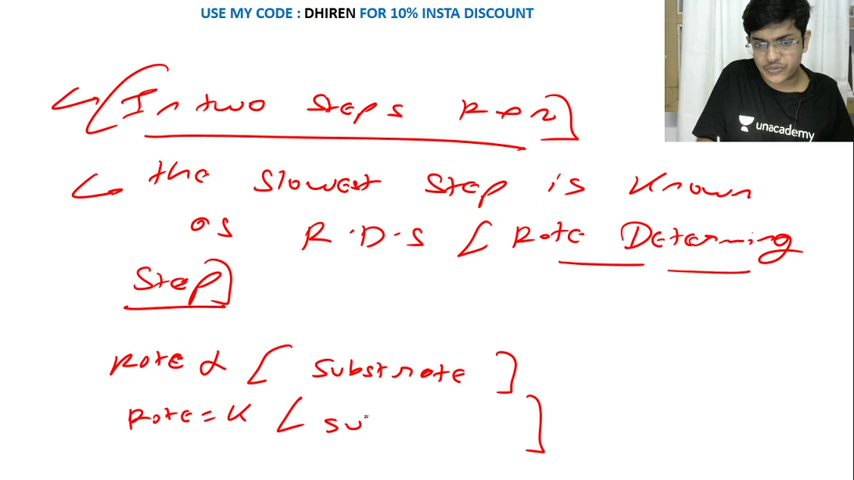 USE MY CODE : DHIREN FOR 10% INSTA DISCOUNT
unacademy
[In two steps rxn]
the slowest step is known
as R.D.S [Rate Determing
Step]
rate α [substrate]
rate = K [su ]